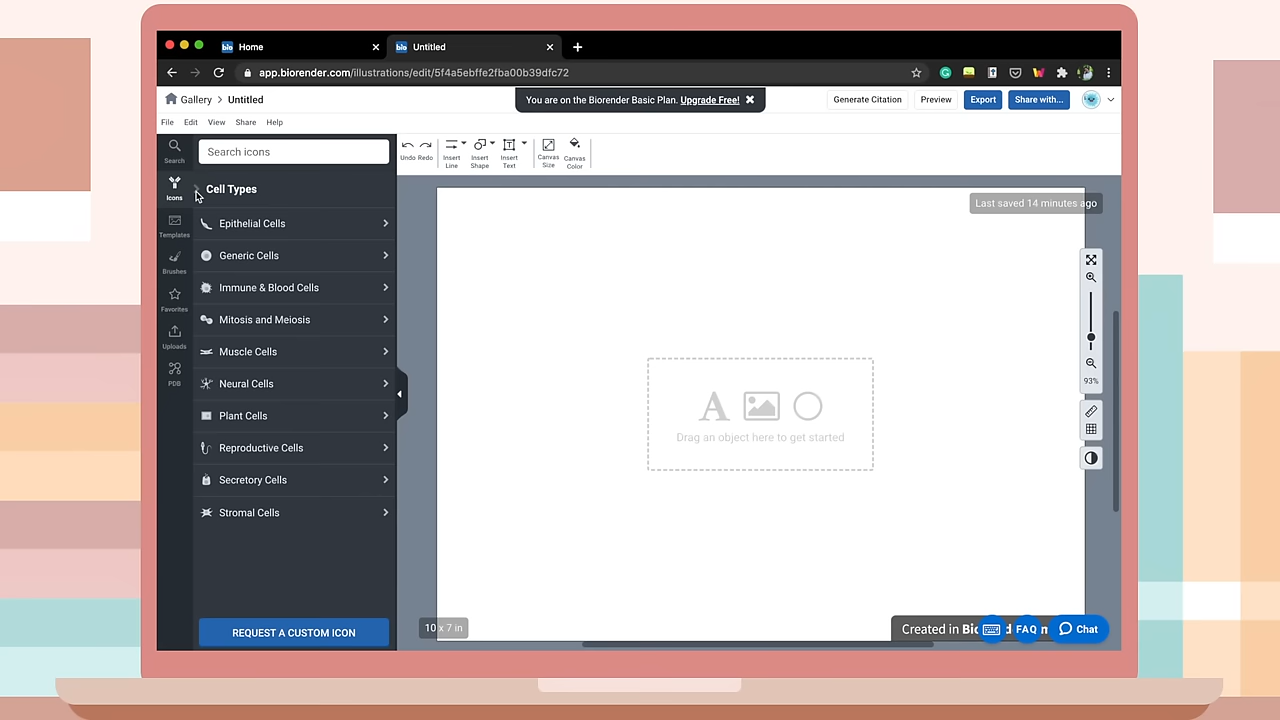 Home
Untitled
app.biorender.com/illustrations/edit/5f4a5ebffe2fba00b39dfc72
Gallery > Untitled
You are on the Biorender Basic Plan. Upgrade Free!
Generate Citation
Preview
Export
Share with...
File Edit View Share Help
Search
Icons
Templates
Brushes
Favorites
Uploads
PDB
Search icons
Cell Types
Epithelial Cells
Generic Cells
Immune & Blood Cells
Mitosis and Meiosis
Muscle Cells
Neural Cells
Plant Cells
Reproductive Cells
Secretory Cells
Stromal Cells
REQUEST A CUSTOM ICON
Undo Redo
Insert
Line
Insert
Shape
Insert
Text
Canvas
Size
Canvas
Color
Last saved 14 minutes ago
A
Drag an object here to get started
93%
10 x 7 in
Created in
FAQ
Chat